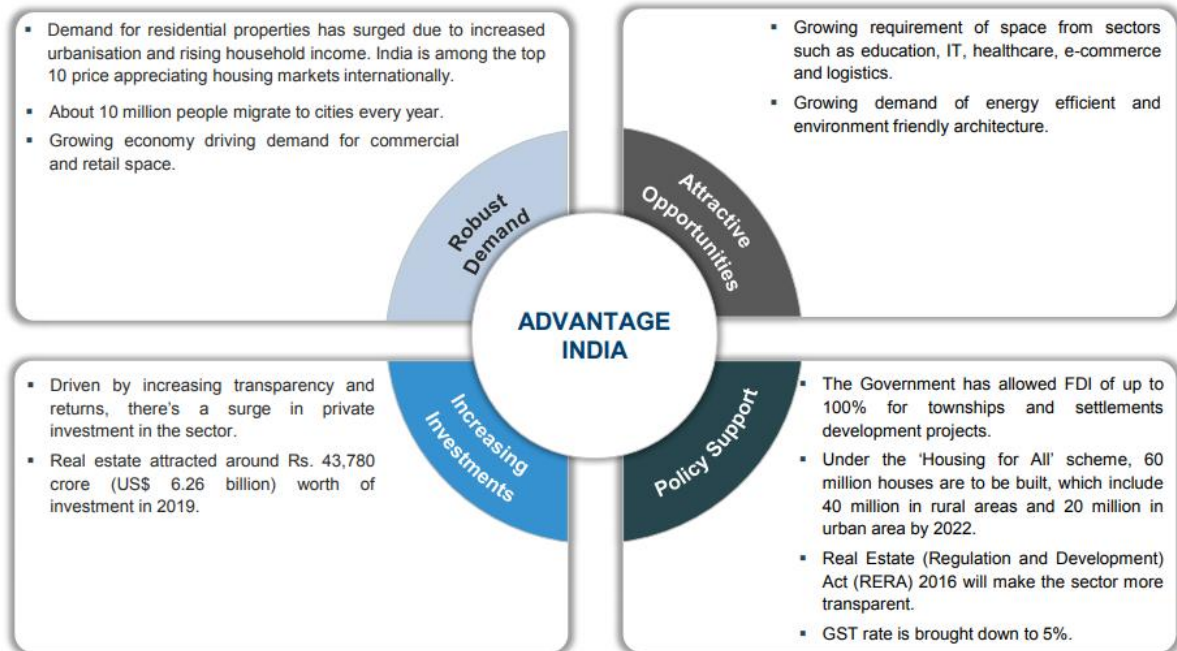 ▪ Demand for residential properties has surged due to increased
urbanisation and rising household income. India is among the top
10 price appreciating housing markets internationally.
▪ About 10 million people migrate to cities every year.
▪ Growing economy driving demand for commercial
and retail space.
Robust
Demand
▪ Growing requirement of space from sectors
such as education, IT, healthcare, e-commerce
and logistics.
▪ Growing demand of energy efficient and
environment friendly architecture.
Attractive
Opportunities
ADVANTAGE
INDIA
▪ Driven by increasing transparency and
returns, there's a surge in private
investment in the sector.
▪ Real estate attracted around Rs. 43,780
crore (US$ 6.26 billion) worth of
investment in 2019.
Increasing
Investments
Policy Support
▪ The Government has allowed FDI of up to
100% for townships and settlements
development projects.
▪ Under the ‘Housing for All’ scheme, 60
million houses are to be built, which include
40 million in rural areas and 20 million in
urban area by 2022.
▪ Real Estate (Regulation and Development)
Act (RERA) 2016 will make the sector more
transparent.
▪ GST rate is brought down to 5%.